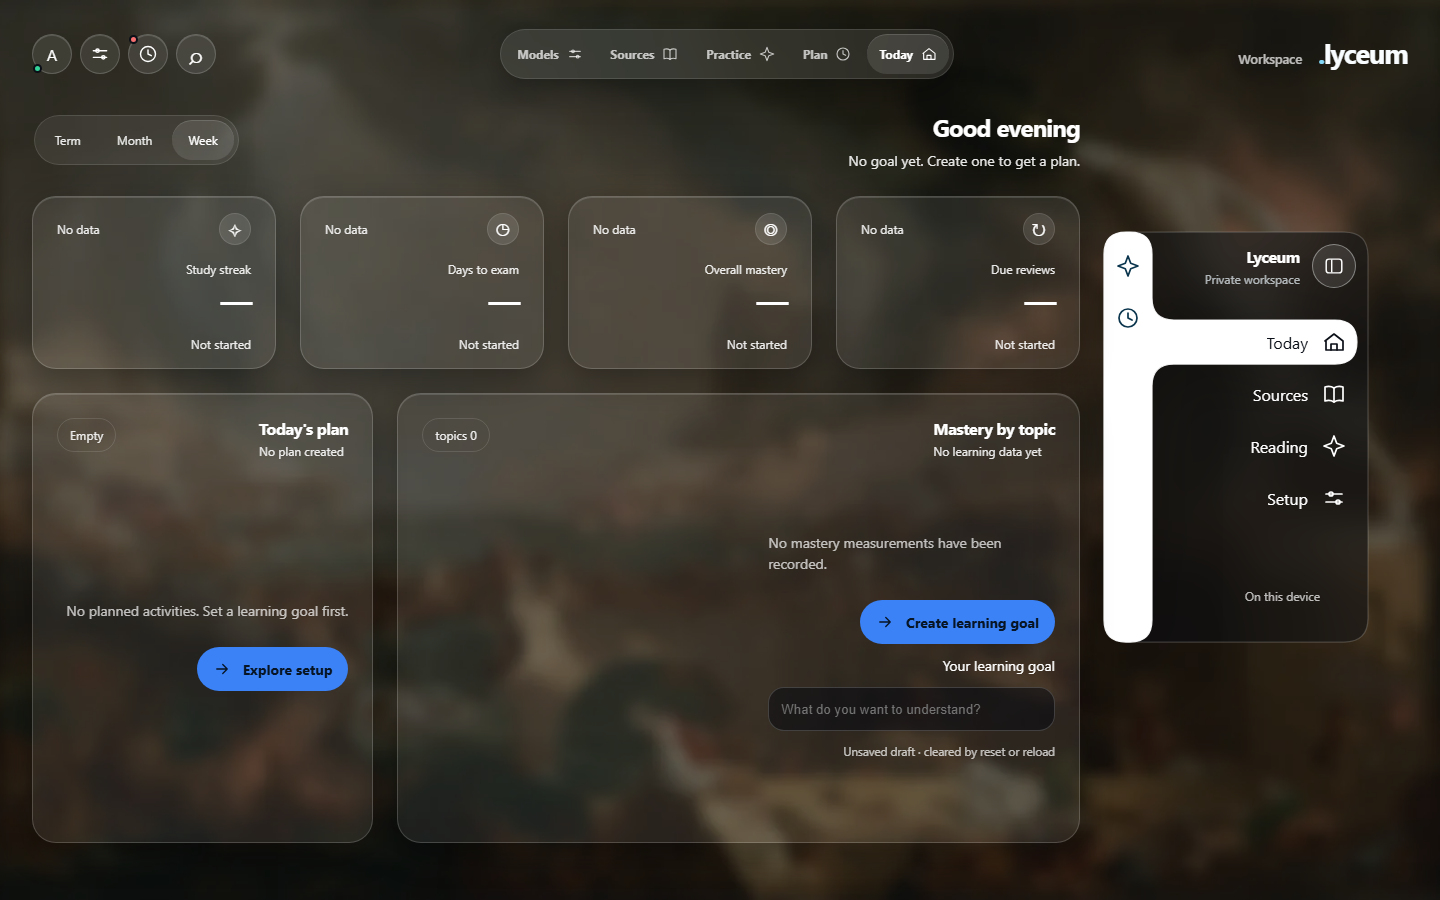 A
Models
Sources
Practice
Plan
Today
Workspace
.lyceum
Term
Month
Week
Good evening
No goal yet. Create one to get a plan.
No data
Study streak
Not started
No data
Days to exam
Not started
No data
Overall mastery
Not started
No data
Due reviews
Not started
Lyceum
Private workspace
Today
Sources
Reading
Setup
On this device
Empty
Today's plan
No plan created
No planned activities. Set a learning goal first.
Explore setup
topics 0
Mastery by topic
No learning data yet
No mastery measurements have been
recorded.
Create learning goal
Your learning goal
What do you want to understand?
Unsaved draft · cleared by reset or reload